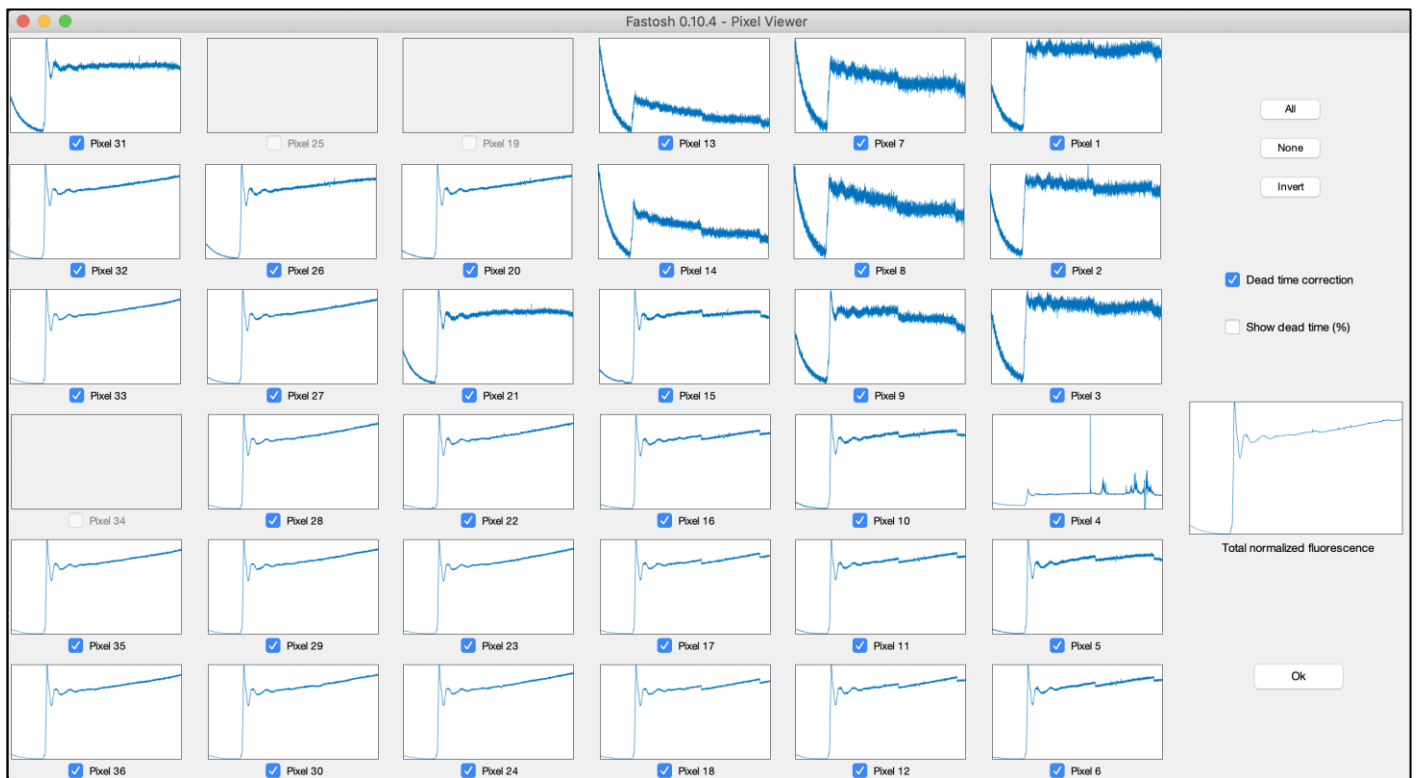 Fastosh 0.10.4 - Pixel Viewer
Pixel 31
Pixel 25
Pixel 19
Pixel 13
Pixel 7
Pixel 1
Pixel 32
Pixel 26
Pixel 20
Pixel 14
Pixel 8
Pixel 2
Pixel 33
Pixel 27
Pixel 21
Pixel 15
Pixel 9
Pixel 3
Pixel 34
Pixel 28
Pixel 22
Pixel 16
Pixel 10
Pixel 4
Pixel 35
Pixel 29
Pixel 23
Pixel 17
Pixel 11
Pixel 5
Pixel 36
Pixel 30
Pixel 24
Pixel 18
Pixel 12
Pixel 6
All
None
Invert
Dead time correction
Show dead time (%)
Total normalized fluorescence
Ok